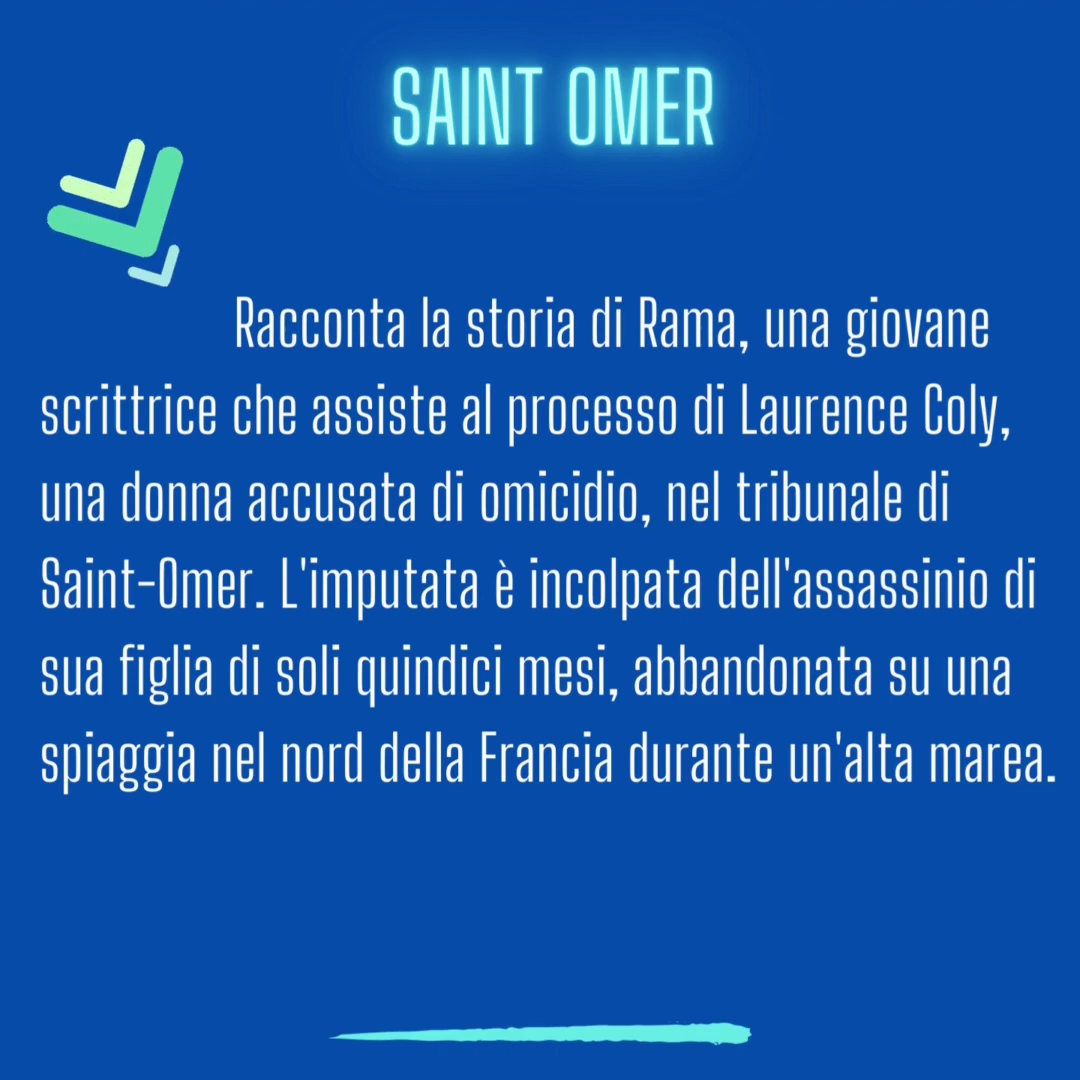 SAINT OMER
Racconta la storia di Rama, una giovane
scrittrice che assiste al processo di Laurence Coly,
una donna accusata di omicidio, nel tribunale di
Saint-Omer. L'imputata è incolpata dell'assassinio di
sua figlia di soli quindici mesi, abbandonata su una
spiaggia nel nord della Francia durante un'alta marea.